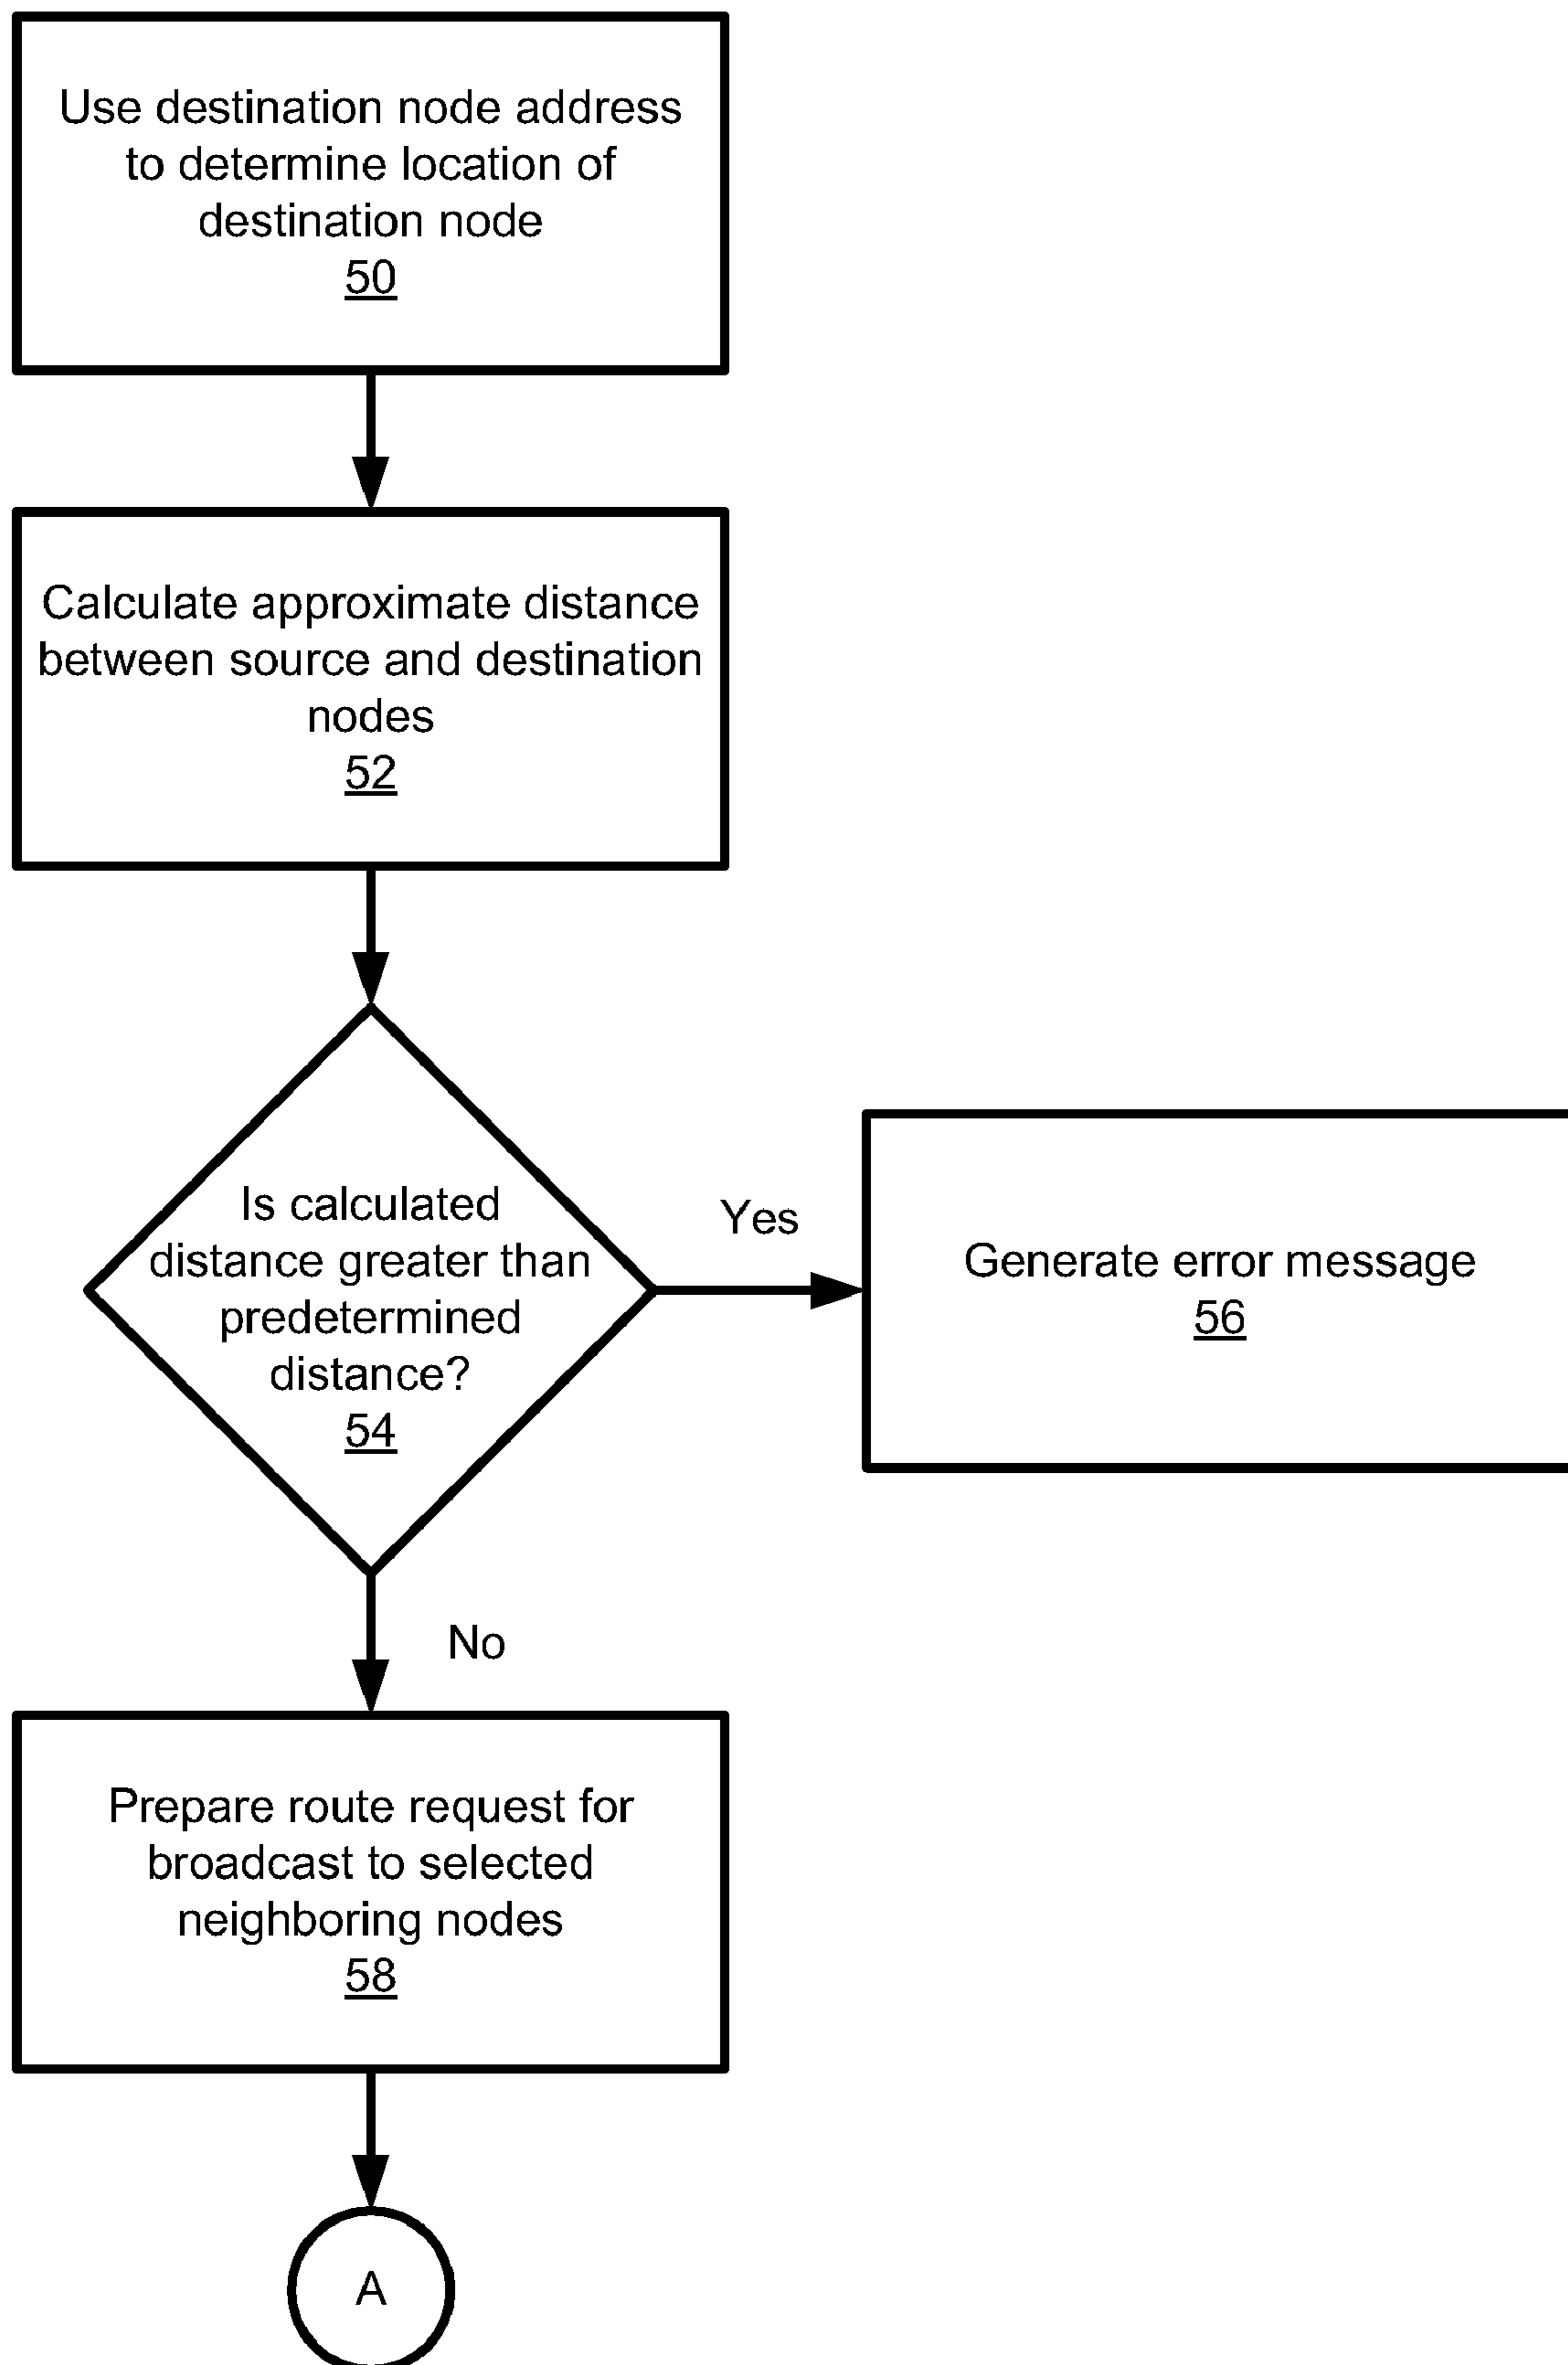 Use destination node address
to determine location of
destination node
50
Calculate approximate distance
between source and destination
nodes
52
Is calculated
distance greater than
predetermined
distance?
54
Yes
Generate error message
56
No
Prepare route request for
broadcast to selected
neighboring nodes
58
A